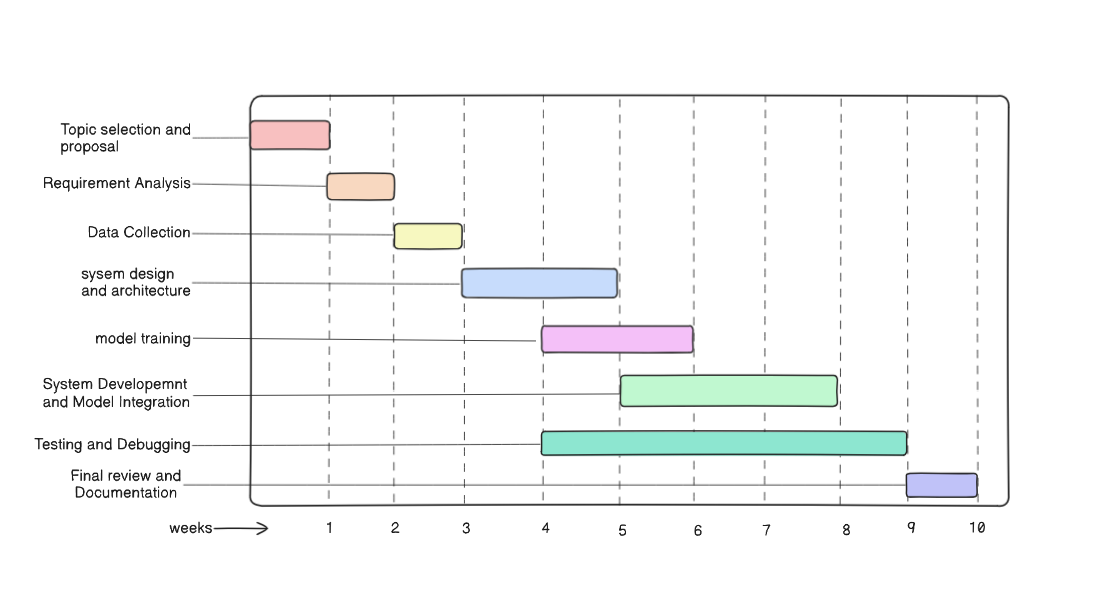 Topic selection and
proposal
Requirement Analysis
Data Collection
sysem design
and architecture
model training
System Developemnt
and Model Integration
Testing and Debugging
Final review and
Documentation
weeks 1 2 3 4 5 6 7 8 9 10